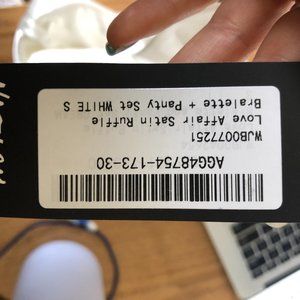 AGG48754-173-30
WJB0077251
Love Affair Satin Ruffle
Bralette + Panty Set WHITE S